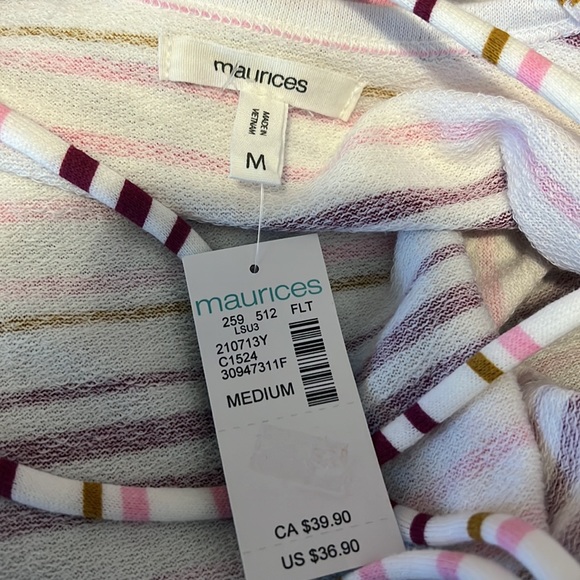 maurices
MADE IN
VIETNAM
M
maurices
259 512 FLT
LSU3
210713Y
C1524
30947311F
MEDIUM
CA $39.90
US $36.90